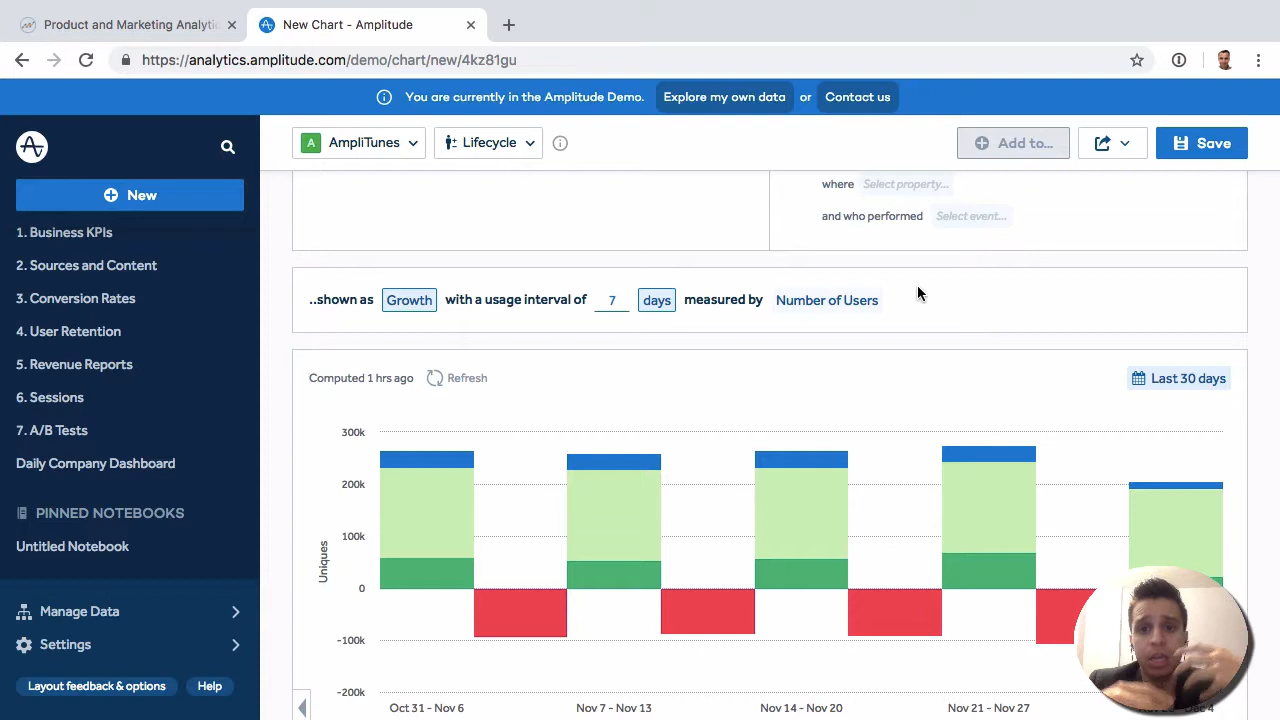 Product and Marketing Analytic
New Chart - Amplitude
https://analytics.amplitude.com/demo/chart/new/4kz81gu
You are currently in the Amplitude Demo. Explore my own data or Contact us
A AmpliTunes Lifecycle Add to... Save
New
1. Business KPIs
2. Sources and Content
3. Conversion Rates
4. User Retention
5. Revenue Reports
6. Sessions
7. A/B Tests
Daily Company Dashboard
PINNED NOTEBOOKS
Untitled Notebook
Manage Data
Settings
Layout feedback & options Help
where Select property...
and who performed Select event...
..shown as Growth with a usage interval of 7 days measured by Number of Users
Computed 1 hrs ago Refresh Last 30 days
300k
200k
100k
0
-100k
-200k
Uniques
Oct 31 - Nov 6 Nov 7 - Nov 13 Nov 14 - Nov 20 Nov 21 - Nov 27